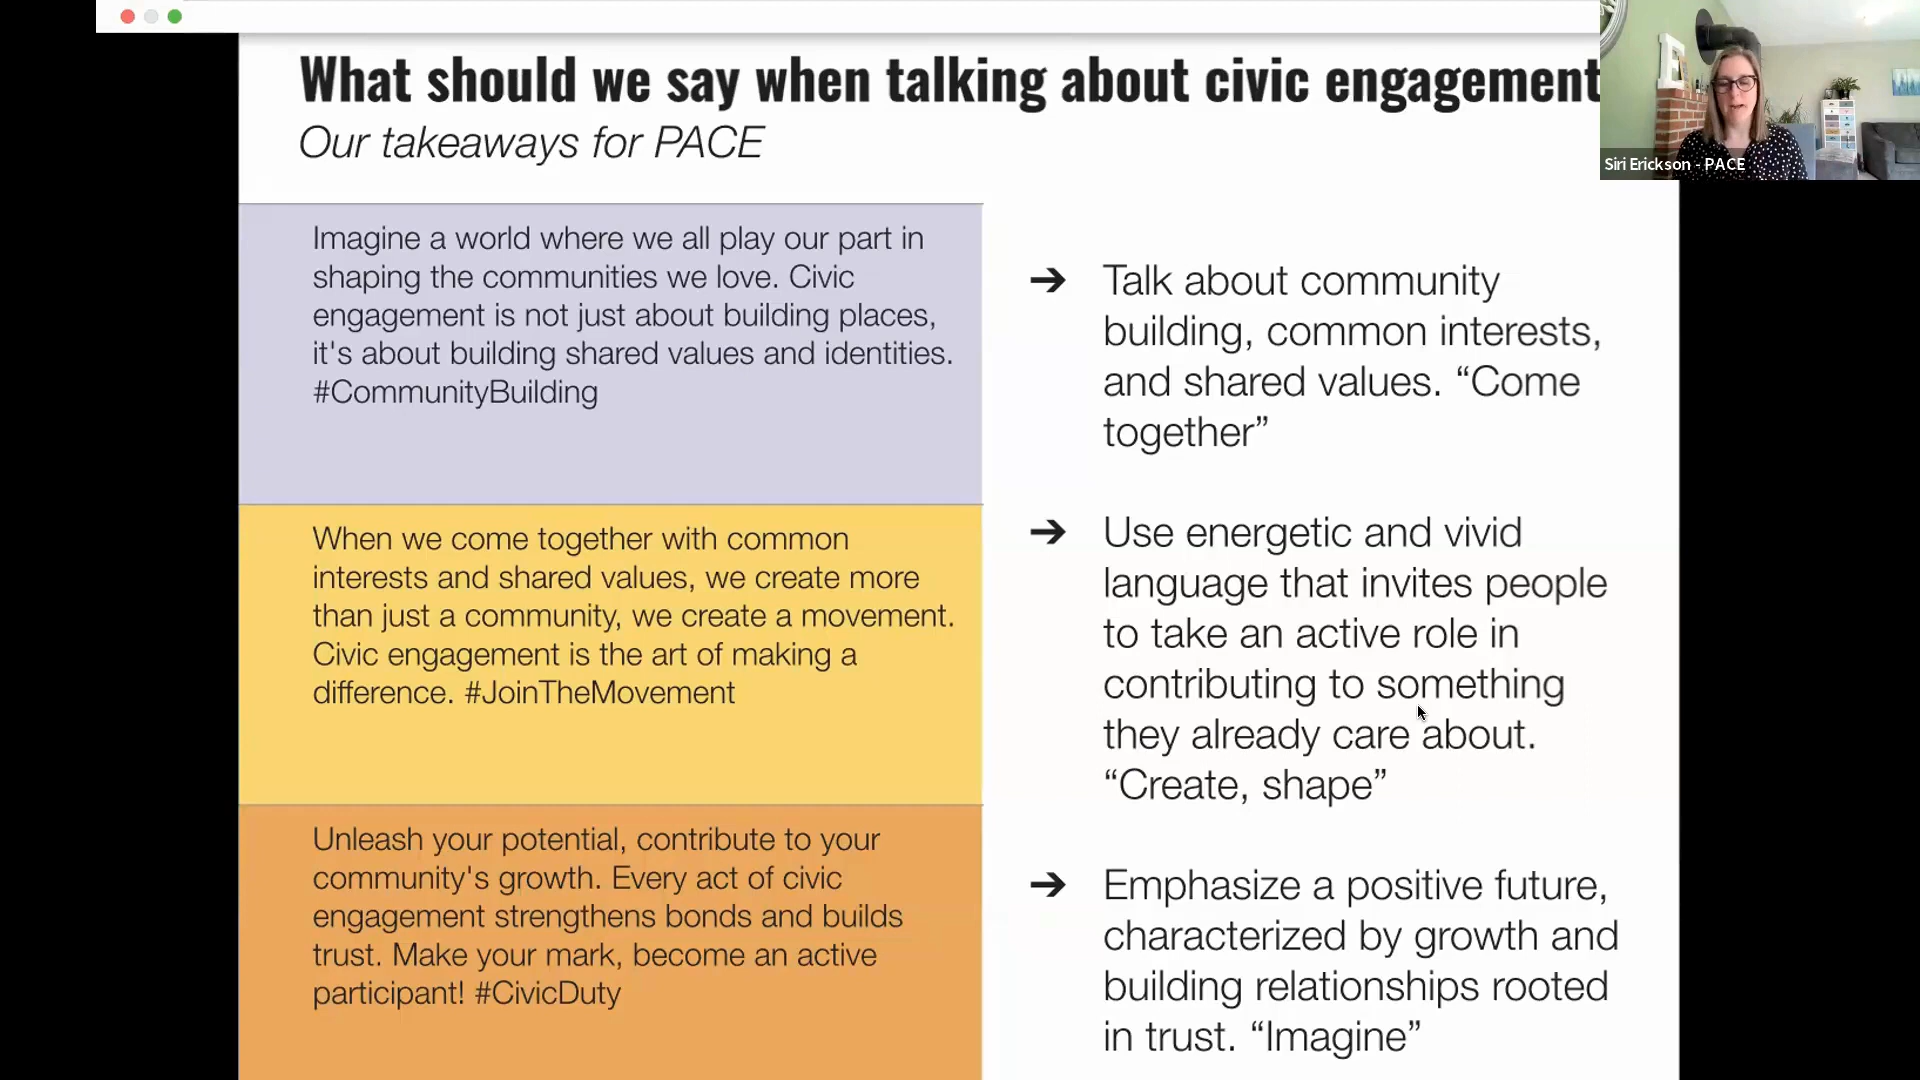 What should we say when talking about civic engagement
Our takeaways for PACE
Siri Erickson - PACE
Imagine a world where we all play our part in
shaping the communities we love. Civic
engagement is not just about building places,
it's about building shared values and identities.
#CommunityBuilding
When we come together with common
interests and shared values, we create more
than just a community, we create a movement.
Civic engagement is the art of making a
difference. #JoinTheMovement
Unleash your potential, contribute to your
community's growth. Every act of civic
engagement strengthens bonds and builds
trust. Make your mark, become an active
participant! #CivicDuty
➔ Talk about community
building, common interests,
and shared values. “Come
together”
➔ Use energetic and vivid
language that invites people
to take an active role in
contributing to something
they already care about.
“Create, shape”
➔ Emphasize a positive future,
characterized by growth and
building relationships rooted
in trust. “Imagine”